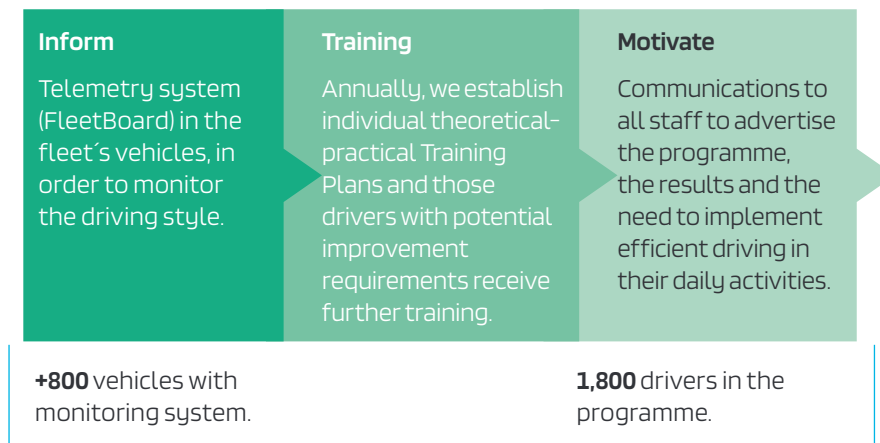 Inform
Telemetry system
(FleetBoard) in the
fleet´s vehicles, in
order to monitor
the driving style.
Training
Annually, we establish
individual theoretical-
practical Training
Plans and those
drivers with potential
improvement
requirements receive
further training.
Motivate
Communications to
all staff to advertise
the programme,
the results and the
need to implement
efficient driving in
their daily activities.
+800 vehicles with
monitoring system.
1,800 drivers in the
programme.